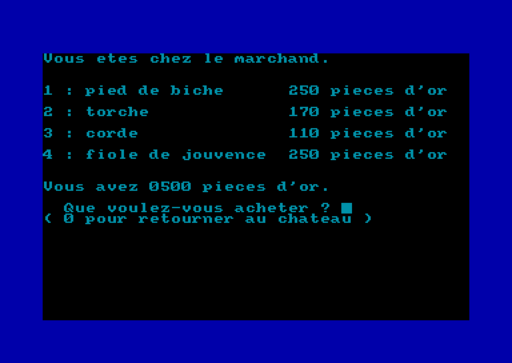 Vous etes chez le marchand.
1 : pied de biche 250 pieces d'or
2 : torche 170 pieces d'or
3 : corde 110 pieces d'or
4 : fiole de jouvence 250 pieces d'or
Vous avez 0500 pieces d'or.
Que voulez-vous acheter ?
( 0 pour retourner au chateau )